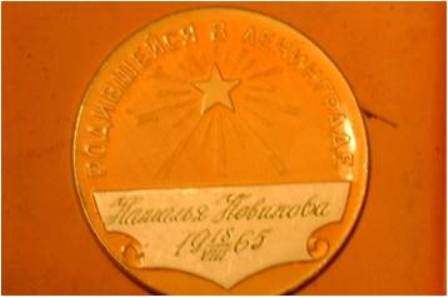 РОДИВШЕЙСЯ В ЛЕНИНГРАДЕ
Наталья Новикова
19 18/VIII 65